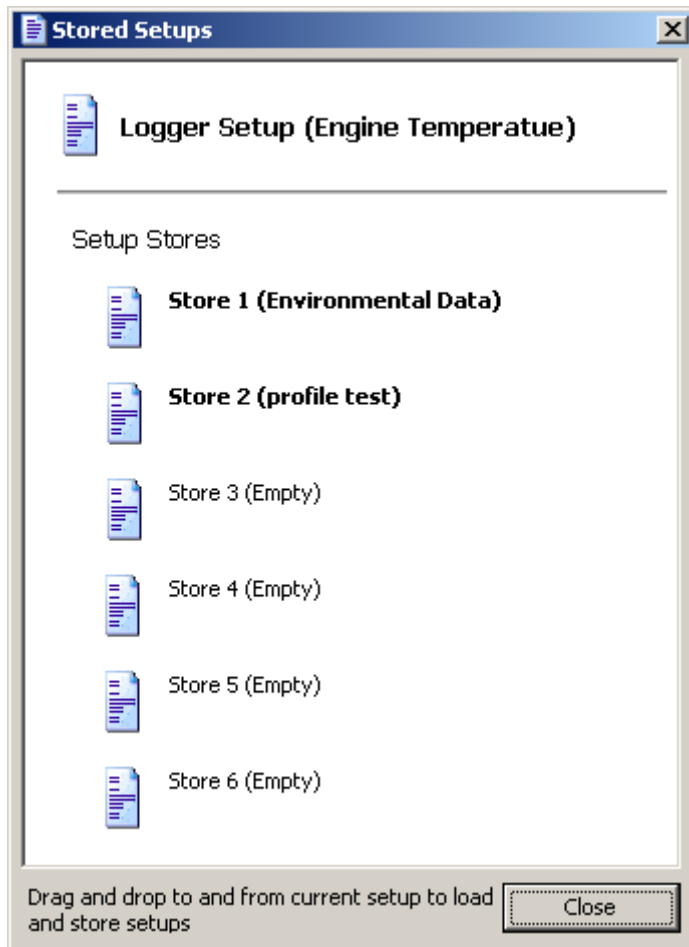 Stored Setups
Logger Setup (Engine Temperatue)
Setup Stores
Store 1 (Environmental Data)
Store 2 (profile test)
Store 3 (Empty)
Store 4 (Empty)
Store 5 (Empty)
Store 6 (Empty)
Drag and drop to and from current setup to load
and store setups
Close